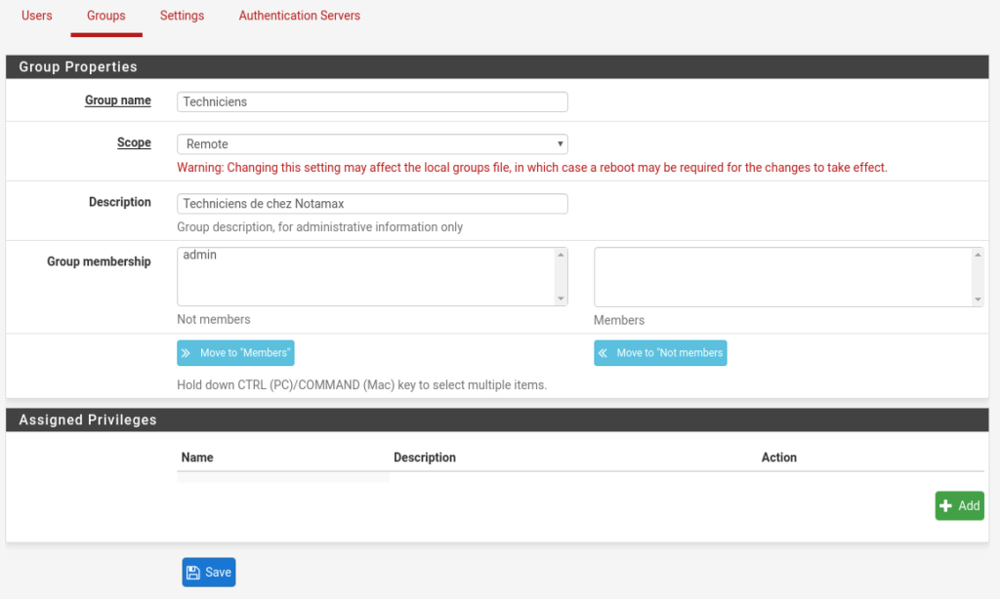 Users Groups Settings Authentication Servers
Group Properties
Group name Techniciens
Scope Remote
Warning: Changing this setting may affect the local groups file, in which case a reboot may be required for the changes to take effect.
Description Techniciens de chez Notamax
Group description, for administrative information only
Group membership admin
Not members Members
Move to "Members" Move to "Not members
Hold down CTRL (PC)/COMMAND (Mac) key to select multiple items.
Assigned Privileges
Name Description Action
Add
Save